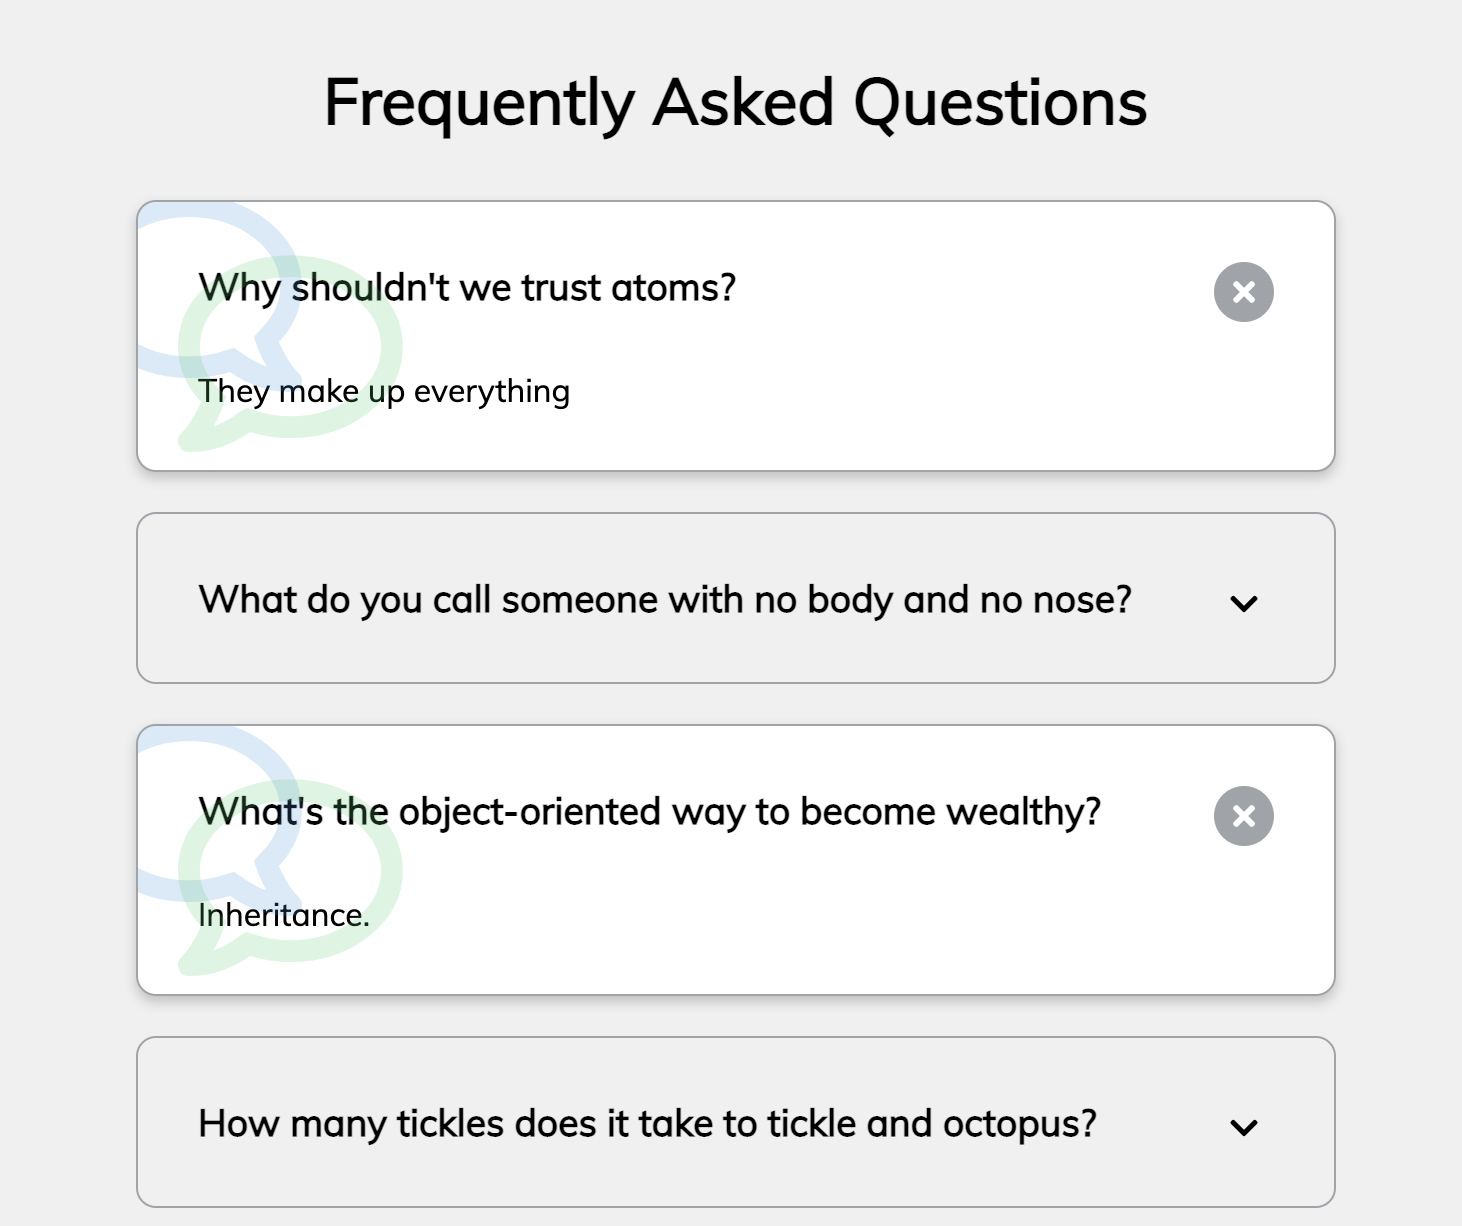 Frequently Asked Questions
Why shouldn't we trust atoms?
They make up everything
What do you call someone with no body and no nose?
What's the object-oriented way to become wealthy?
Inheritance.
How many tickles does it take to tickle and octopus?